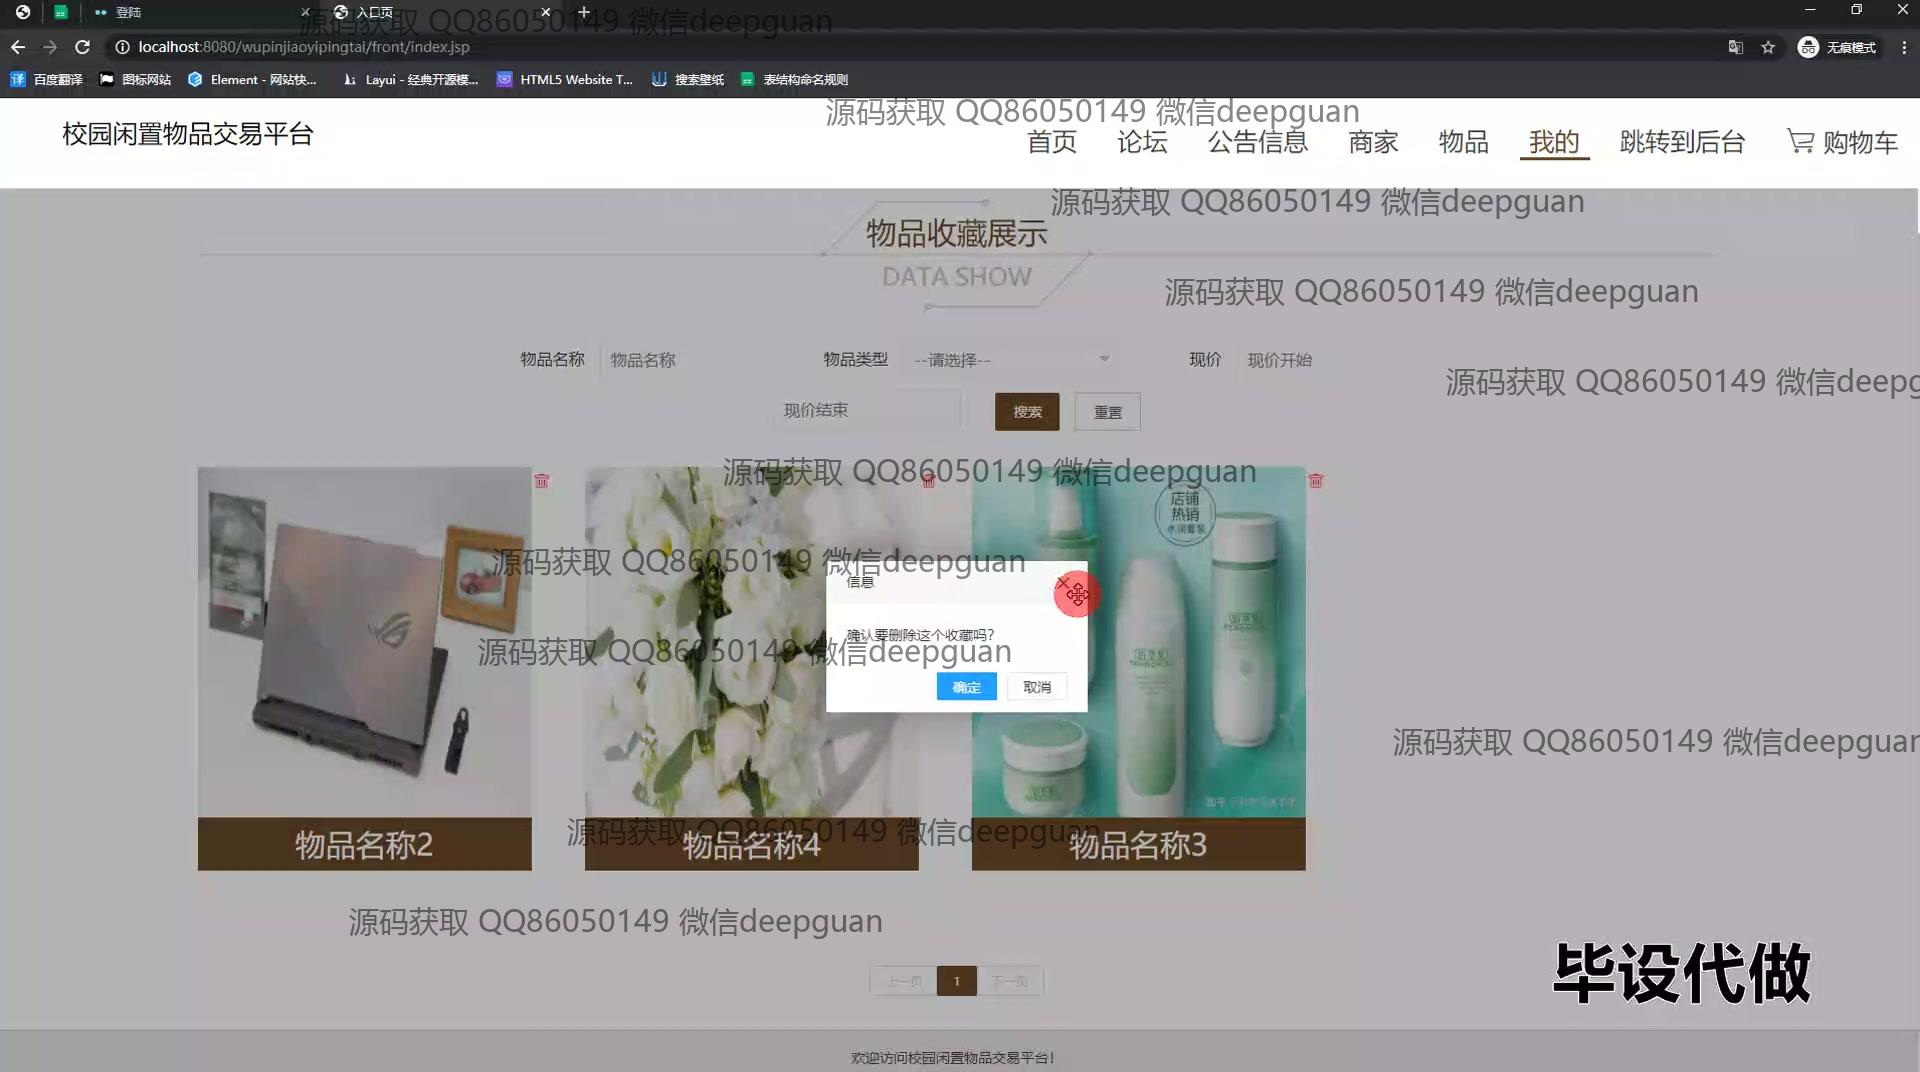 登陆
入口页
源码获取 QQ86050149 微信deepguan
localhost:8080/wupinjiaoyipingtai/front/index.jsp
无痕模式
百度翻译 图标网站 Element - 网站快... Layui - 经典开源模... HTML5 Website T... 搜索壁纸 表结构命名规则
源码获取 QQ86050149 微信deepguan
校园闲置物品交易平台
首页 论坛 公告信息 商家 物品 我的 跳转到后台 购物车
源码获取 QQ86050149 微信deepguan
物品收藏展示
DATA SHOW
源码获取 QQ86050149 微信deepguan
物品名称 物品名称 物品类型 --请选择-- 现价 现价开始
源码获取 QQ86050149 微信deepg
现价结束 搜索 重置
源码获取 QQ86050149 微信deepguan
店铺
热销
水润套装
源码获取 QQ86050149 微信deepguan
信息
确认要删除这个收藏吗?
源码获取 QQ86050149 微信deepguan
确定 取消
源码获取 QQ86050149 微信deepguan
源码获取 QQ86050149 微信deepguan
物品名称2 物品名称4 物品名称3
源码获取 QQ86050149 微信deepguan
毕设代做
上一页 1 下一页
欢迎访问校园闲置物品交易平台!